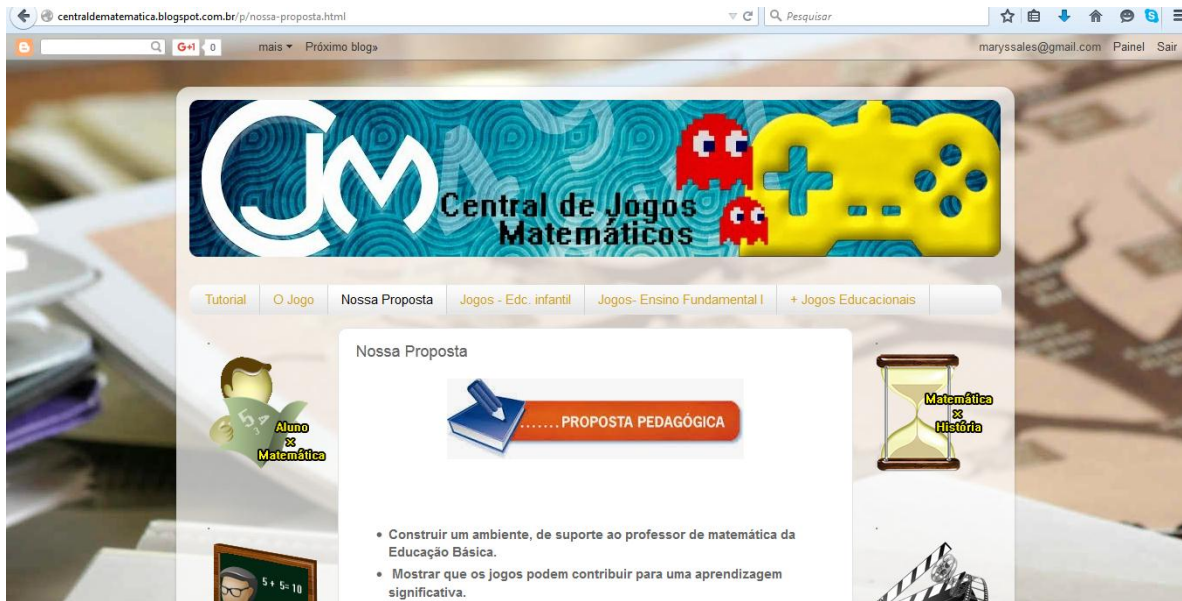 centraldematematica.blogspot.com.br/p/nossa-proposta.html
Pesquisar
G+1 0 mais Próximo blog»
maryssales@gmail.com Painel Sair
CJM
Central de Jogos
Matemáticos
Tutorial O Jogo Nossa Proposta Jogos - Edc. infantil Jogos- Ensino Fundamental I + Jogos Educacionais
Nossa Proposta
.......PROPOSTA PEDAGÓGICA
Aluno
x
Matemática
Matemática
x
História
5 + 5= 10
• Construir um ambiente, de suporte ao professor de matemática da
Educação Básica.
• Mostrar que os jogos podem contribuir para uma aprendizagem
significativa.